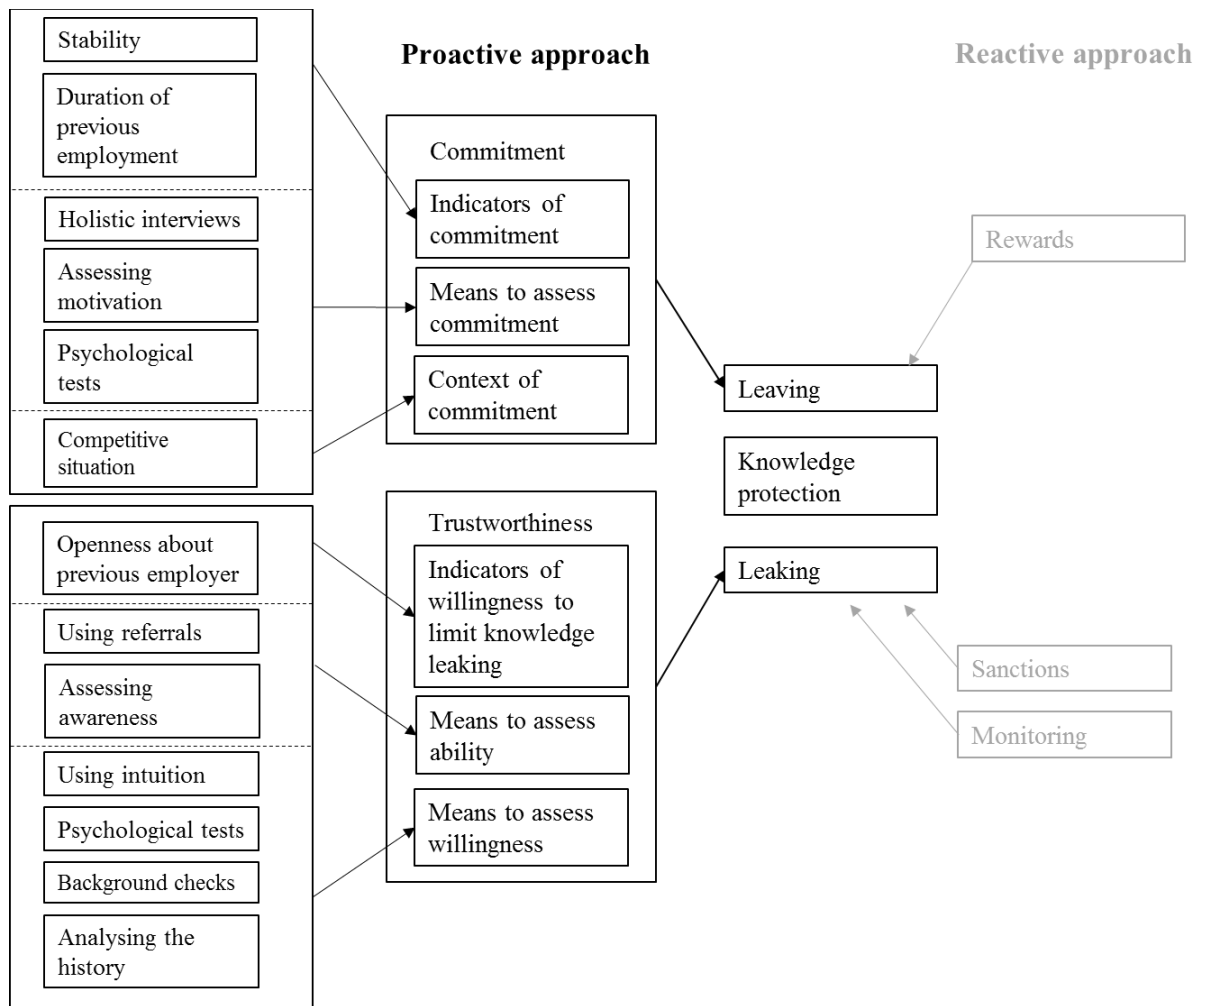 Stability
Duration of
previous
employment
Holistic interviews
Assessing
motivation
Psychological
tests
Competitive
situation
Openness about
previous employer
Using referrals
Assessing
awareness
Using intuition
Psychological tests
Background checks
Analysing the
history
Proactive approach
Commitment
Indicators of
commitment
Means to assess
commitment
Context of
commitment
Trustworthiness
Indicators of
willingness to
limit knowledge
leaking
Means to assess
ability
Means to assess
willingness
Leaving
Knowledge
protection
Leaking
Reactive approach
Rewards
Sanctions
Monitoring